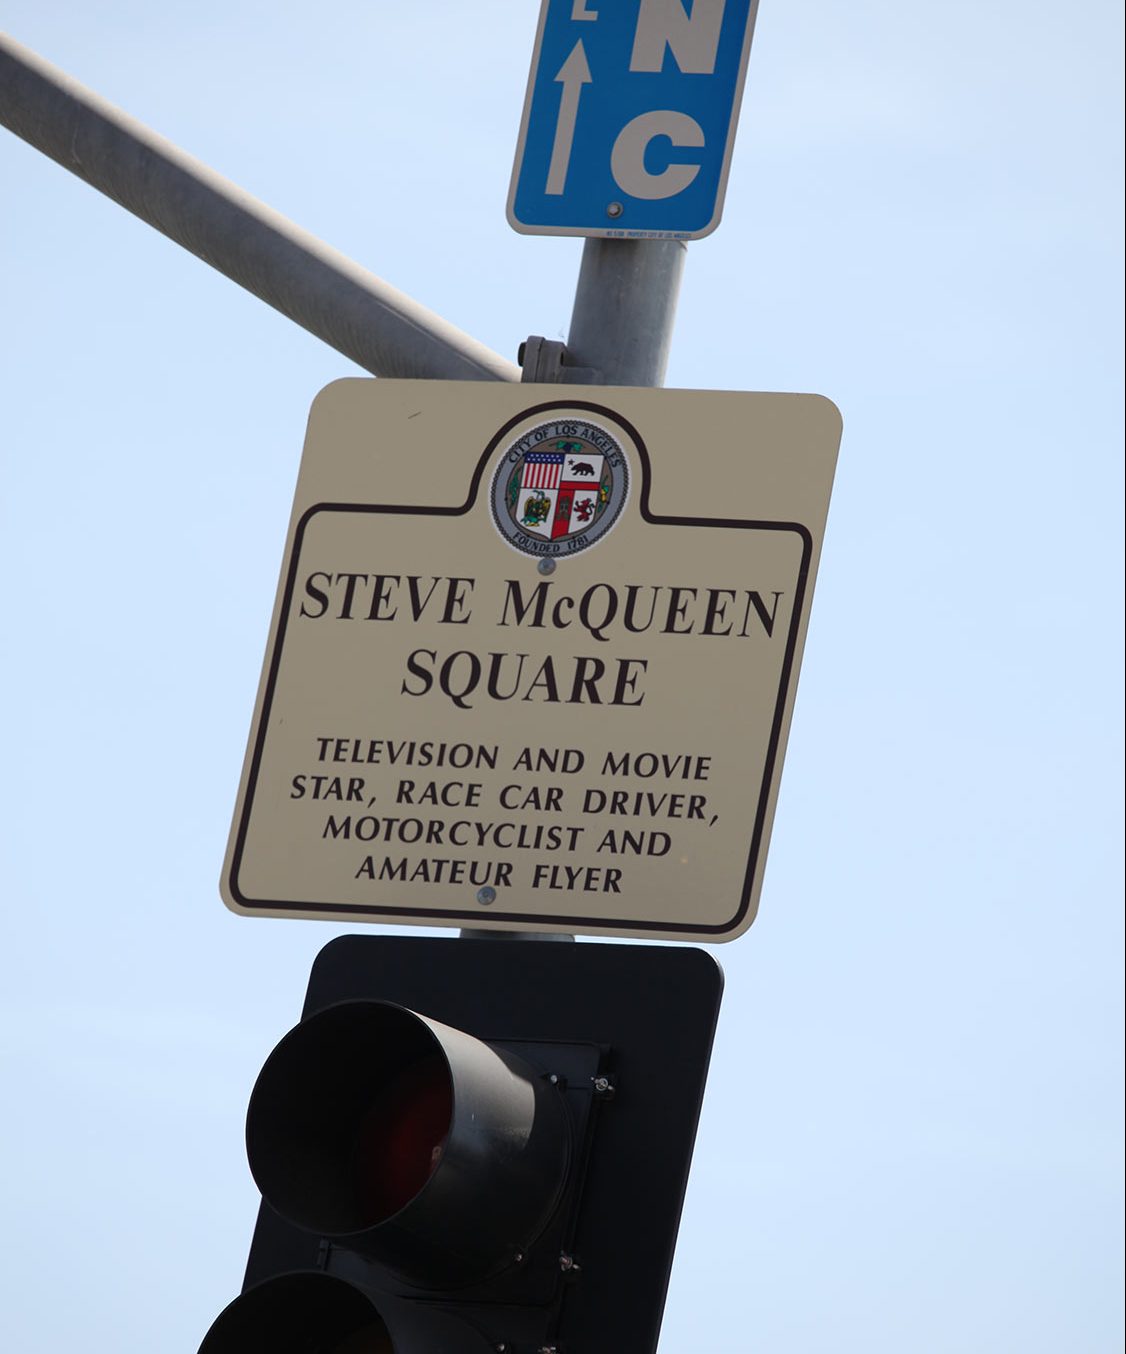 L
N
C
CITY OF LOS ANGELES
FOUNDED 1781
STEVE McQUEEN
SQUARE
TELEVISION AND MOVIE
STAR, RACE CAR DRIVER,
MOTORCYCLIST AND
AMATEUR FLYER